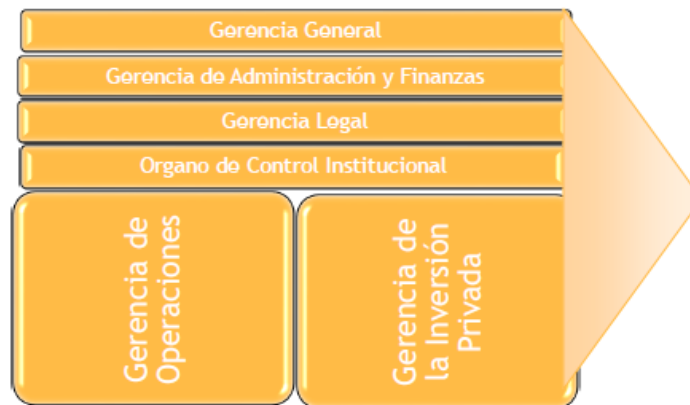 Gerencia General
Gerencia de Administración y Finanzas
Gerencia Legal
Organo de Control Institucional
Gerencia de
Operaciones
Gerencia de
la Inversión
Privada